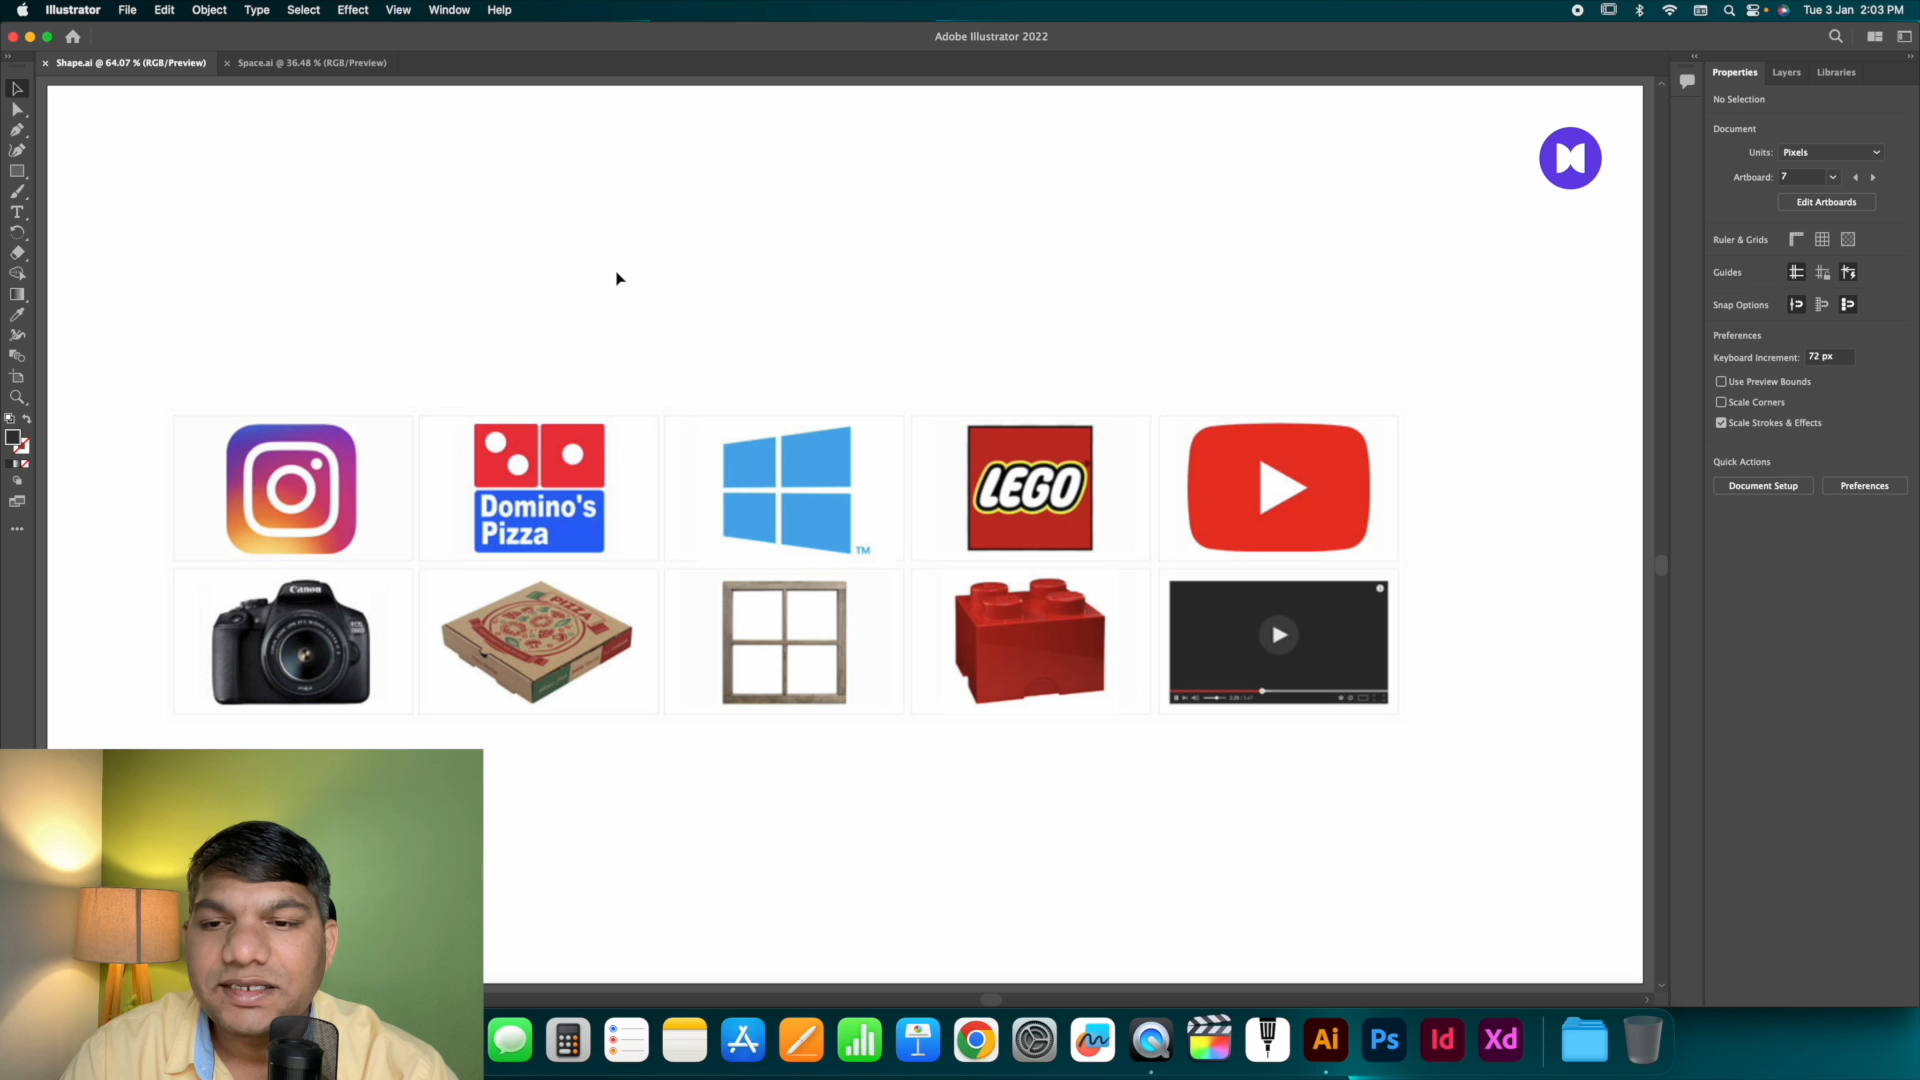 Illustrator File Edit Object Type Select Effect View Window Help
Tue 3 Jan 2:03 PM
Adobe Illustrator 2022
Shape.ai @ 64.07 % (RGB/Preview)
Space.ai @ 36.48 % (RGB/Preview)
Properties Layers Libraries
No Selection
Document
Units: Pixels
Artboard: 7
Edit Artboards
Ruler & Grids
Guides
Snap Options
Preferences
Keyboard Increment: 72 px
Use Preview Bounds
Scale Corners
Scale Strokes & Effects
Quick Actions
Document Setup Preferences
Domino's
Pizza
TM
LEGO
Canon
PIZZA
Ai Ps Id Xd